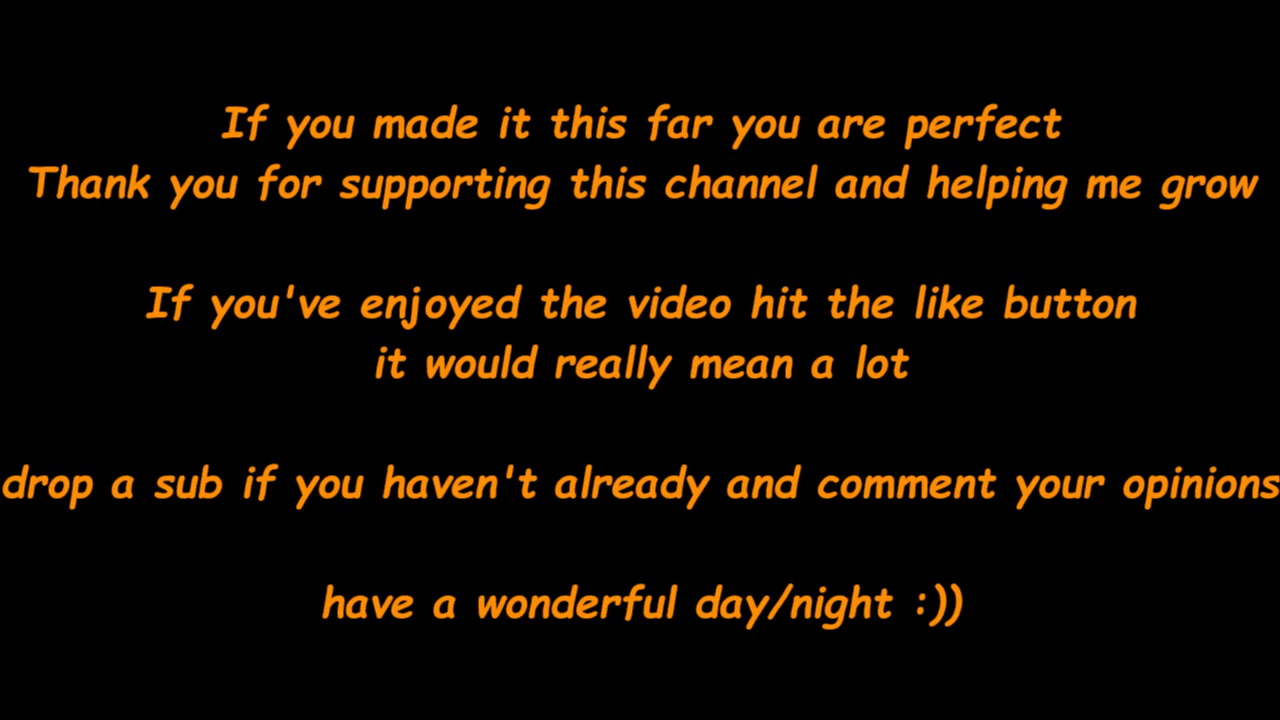 If you made it this far you are perfect
Thank you for supporting this channel and helping me grow
If you've enjoyed the video hit the like button
it would really mean a lot
drop a sub if you haven't already and comment your opinions
have a wonderful day/night :))